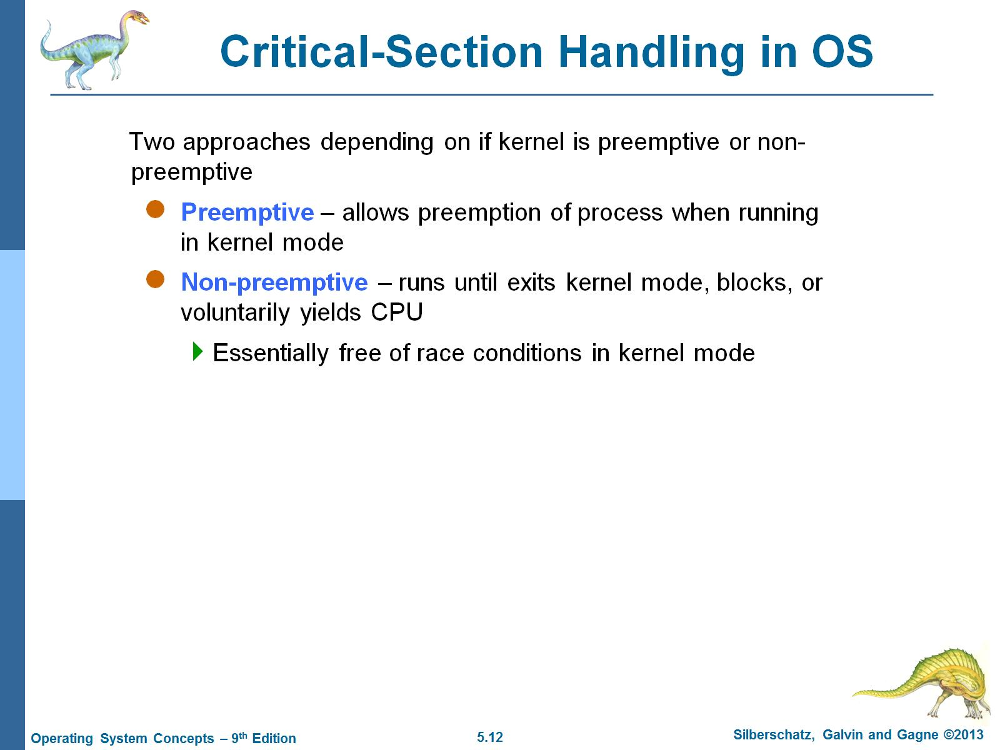 Critical-Section Handling in OS
Two approaches depending on if kernel is preemptive or non-
preemptive
Preemptive – allows preemption of process when running
in kernel mode
Non-preemptive – runs until exits kernel mode, blocks, or
voluntarily yields CPU
Essentially free of race conditions in kernel mode
Operating System Concepts – 9th Edition
5.12
Silberschatz, Galvin and Gagne ©2013